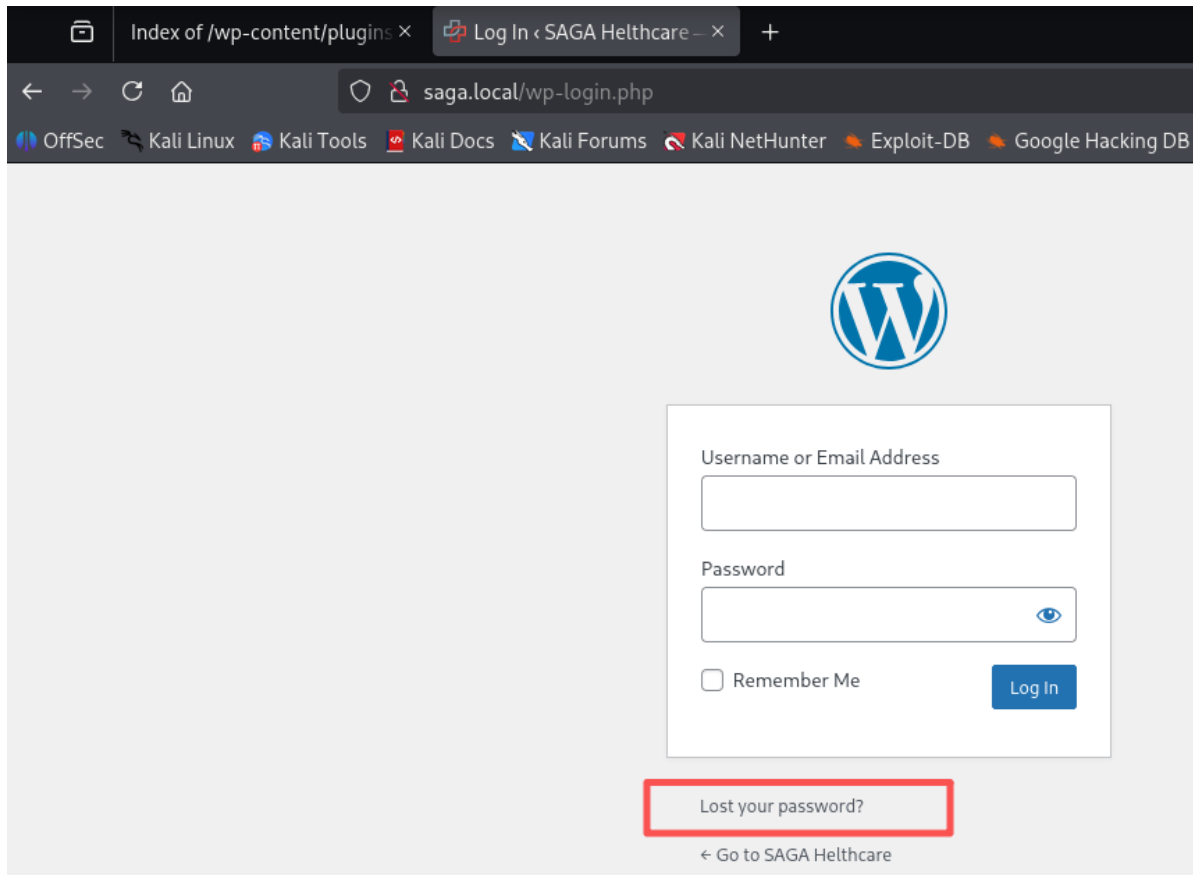 Index of /wp-content/plugins
Log In ‹ SAGA Helthcare —
saga.local/wp-login.php
OffSec Kali Linux Kali Tools Kali Docs Kali Forums Kali NetHunter Exploit-DB Google Hacking DB
Username or Email Address
Password
Remember Me
Log In
Lost your password?
← Go to SAGA Helthcare